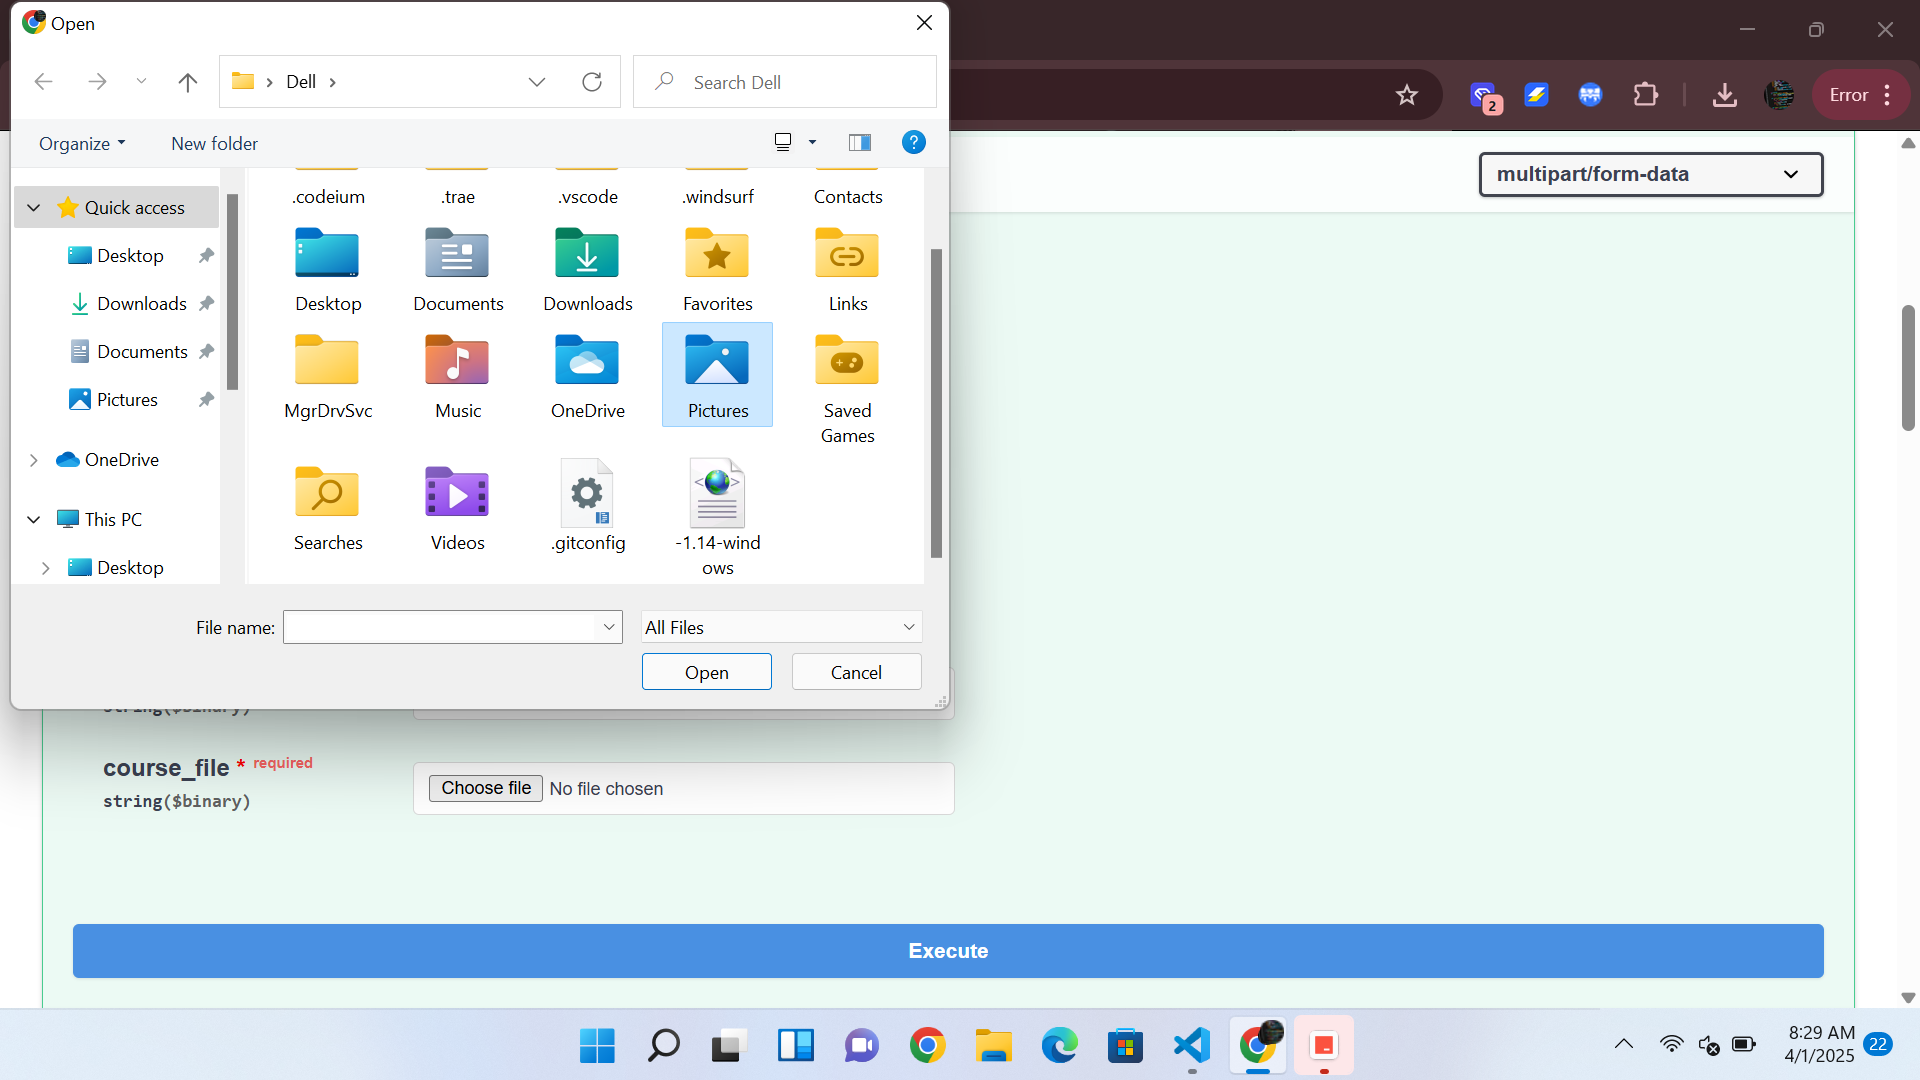 Open
Dell
Search Dell
2
Error
Organize
New folder
?
multipart/form-data
Quick access
Desktop
Downloads
Documents
Pictures
OneDrive
This PC
Desktop
.codeium
.trae
.vscode
.windsurf
Contacts
Desktop
Documents
Downloads
Favorites
Links
MgrDrvSvc
Music
OneDrive
Pictures
Saved
Games
Searches
Videos
.gitconfig
-1.14-wind
ows
File name:
All Files
Open
Cancel
string($binary)
course_file * required
string($binary)
Choose file No file chosen
Execute
8:29 AM
4/1/2025
22